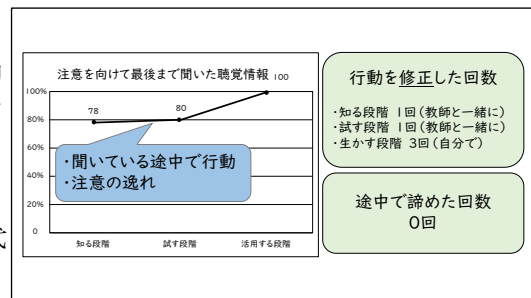 注意を向けて最後まで聞いた聴覚情報
100
100%
80%
60%
40%
20%
0
78
80
・聞いている途中で行動
・注意の逸れ
知る段階
試す段階
活用する段階
行動を修正した回数
・知る段階 1回(教師と一緒に)
・試す段階 1回(教師と一緒に)
・生かす段階 3回(自分で)
途中で諦めた回数
0回